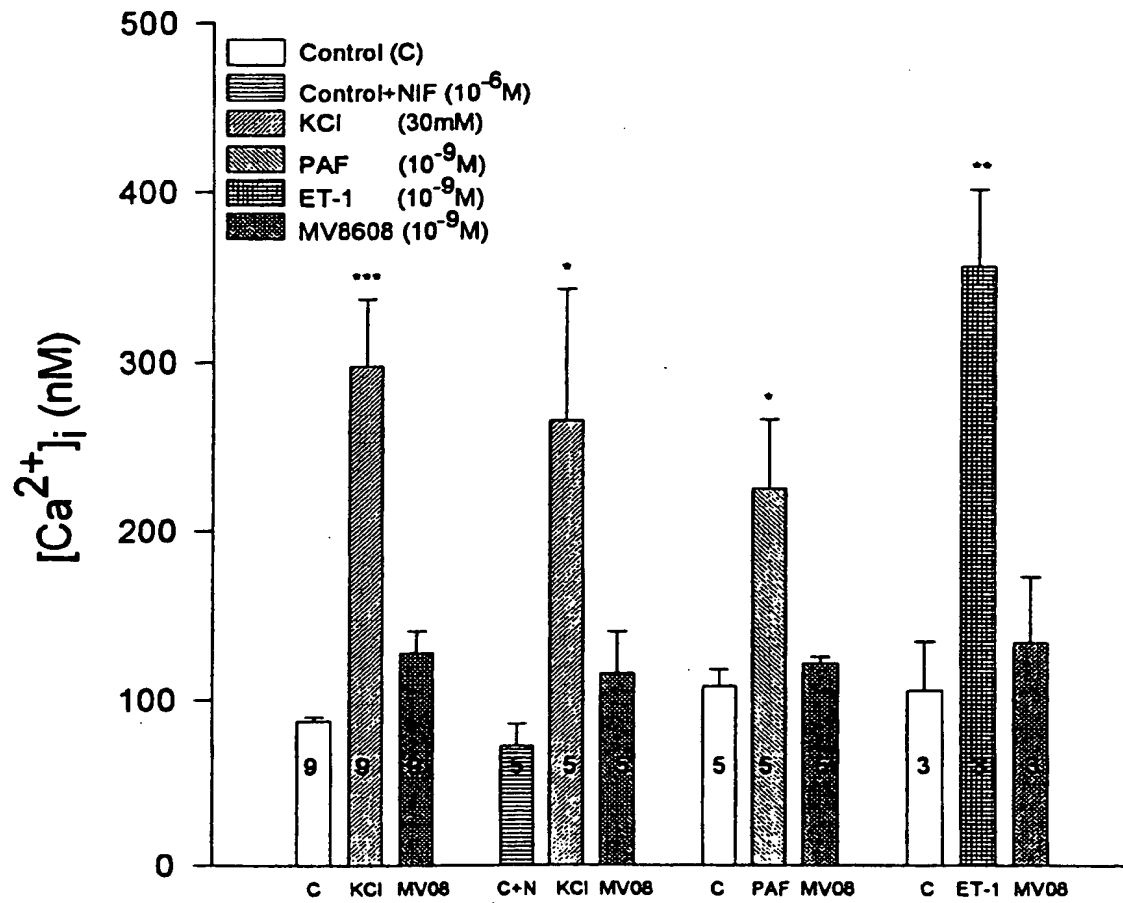 500
400
300
200
100
0
[Ca2+]i (nM)
Control (C)
Control+NIF (10-6M)
KCl (30mM)
PAF (10-9M)
ET-1 (10-9M)
MV8608 (10-9M)
*** * * **
9 9 9 5 5 5 5 5 3
C KCl MV08 C+N KCl MV08 C PAF MV08 C ET-1 MV08